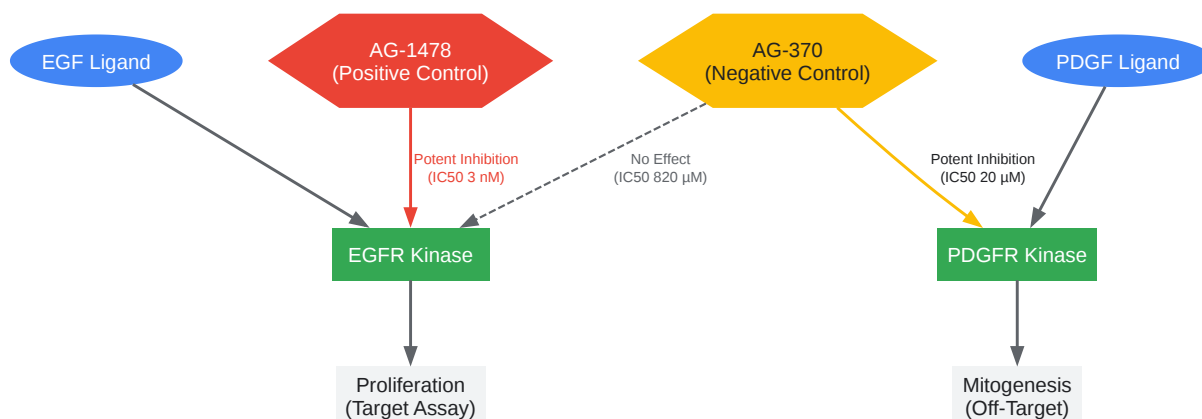 EGF Ligand
AG-1478
(Positive Control)
AG-370
(Negative Control)
PDGF Ligand
Potent Inhibition
(IC50 3 nM)
No Effect
(IC50 820 µM)
Potent Inhibition
(IC50 20 µM)
EGFR Kinase
PDGFR Kinase
Proliferation
(Target Assay)
Mitogenesis
(Off-Target)